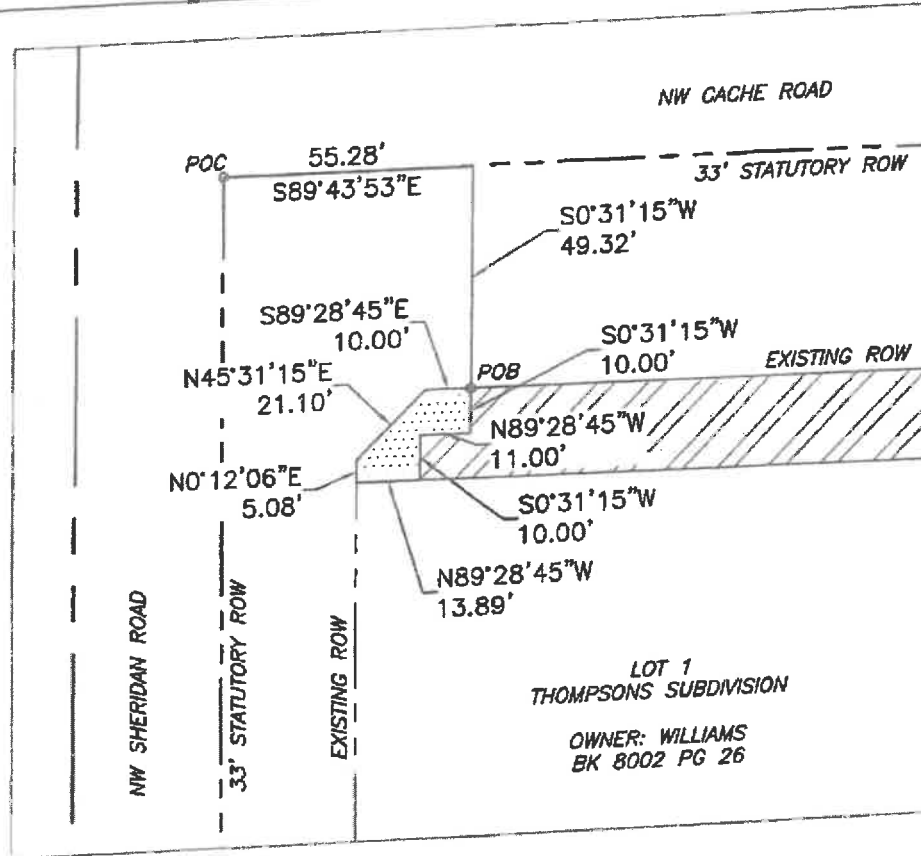 NW CACHE ROAD
POC
55.28'
S89°43'53"E
33' STATUTORY ROW
S0°31'15"W
49.32'
S89°28'45"E
10.00'
S0°31'15"W
10.00'
EXISTING ROW
N45°31'15"E
21.10'
POB
N89°28'45"W
11.00'
N0°12'06"E
5.08'
S0°31'15"W
10.00'
N89°28'45"W
13.89'
NW SHERIDAN ROAD
33' STATUTORY ROW
EXISTING ROW
LOT 1
THOMPSONS SUBDIVISION
OWNER: WILLIAMS
BK 8002 PG 26